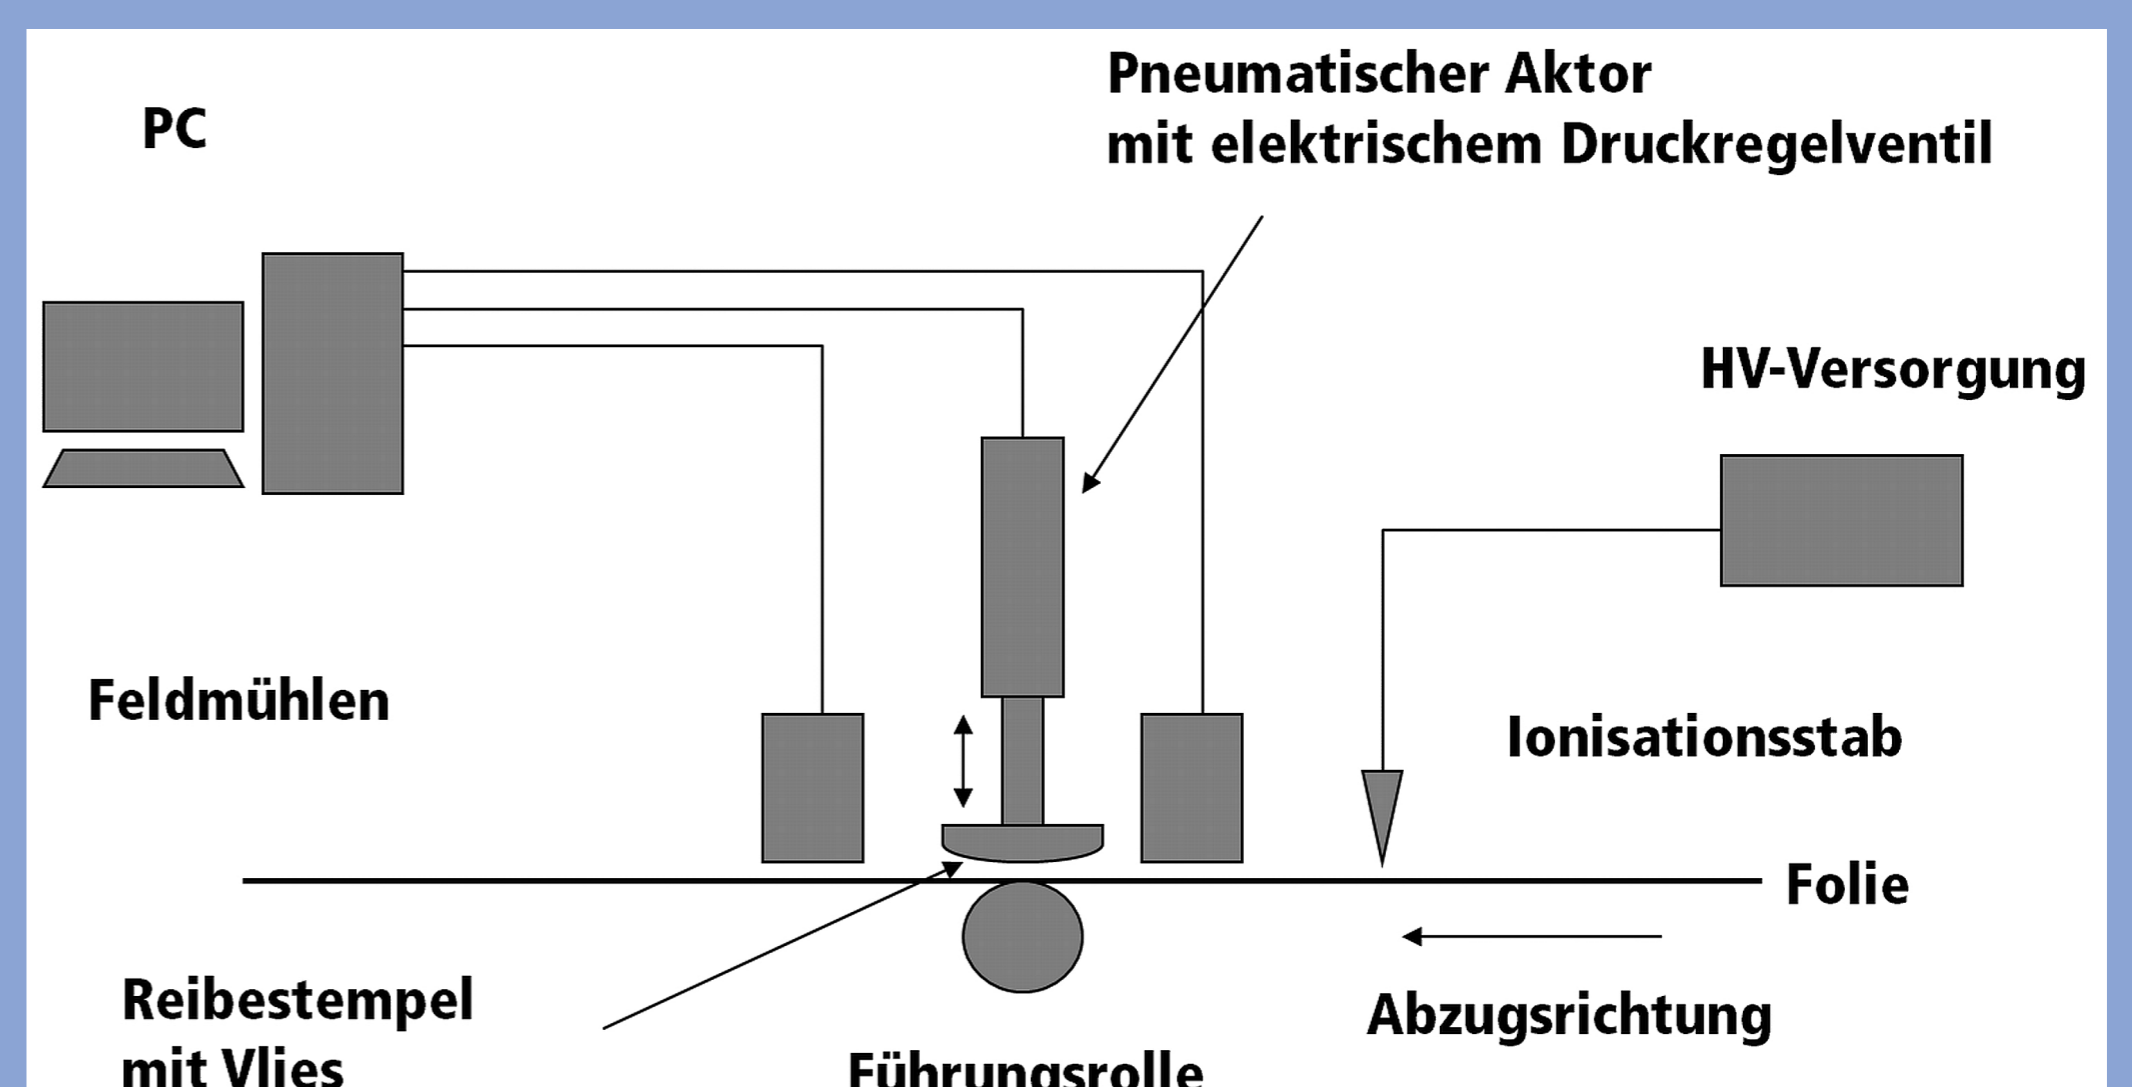 PC
Pneumatischer Aktor
mit elektrischem Druckregelventil
HV-Versorgung
Feldmühlen
Ionisationsstab
Folie
Abzugsrichtung
Reibestempel
mit Vlies
Führungsrolle